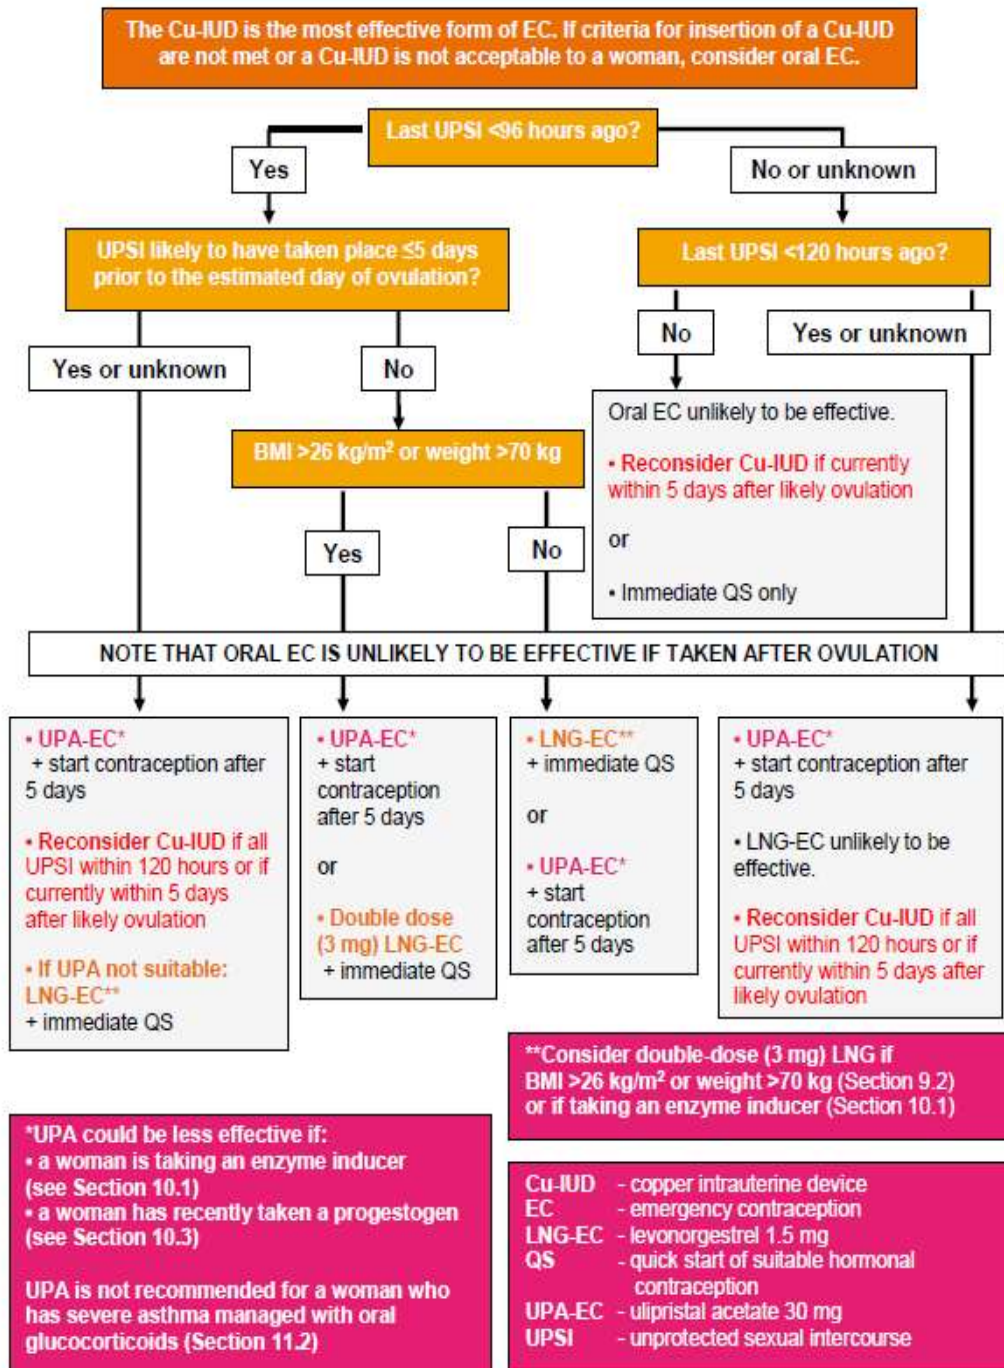 The Cu-IUD is the most effective form of EC. If criteria for insertion of a Cu-IUD
are not met or a Cu-IUD is not acceptable to a woman, consider oral EC.
Last UPSI <96 hours ago?
Yes
No or unknown
UPSI likely to have taken place ≤5 days
prior to the estimated day of ovulation?
Last UPSI <120 hours ago?
Yes or unknown
No
No
Yes or unknown
BMI >26 kg/m² or weight >70 kg
Yes
No
Oral EC unlikely to be effective.
• Reconsider Cu-IUD if currently
within 5 days after likely ovulation
or
• Immediate QS only
NOTE THAT ORAL EC IS UNLIKELY TO BE EFFECTIVE IF TAKEN AFTER OVULATION
• UPA-EC*
+ start contraception after
5 days
• Reconsider Cu-IUD if all
UPSI within 120 hours or if
currently within 5 days
after likely ovulation
• If UPA not suitable:
LNG-EC**
+ immediate QS
• UPA-EC*
+ start
contraception
after 5 days
or
• Double dose
(3 mg) LNG-EC
+ immediate QS
• LNG-EC**
+ immediate QS
or
• UPA-EC*
+ start
contraception
after 5 days
• UPA-EC*
+ start contraception after
5 days
• LNG-EC unlikely to be
effective.
• Reconsider Cu-IUD if all
UPSI within 120 hours or if
currently within 5 days after
likely ovulation
**Consider double-dose (3 mg) LNG if
BMI >26 kg/m² or weight >70 kg (Section 9.2)
or if taking an enzyme inducer (Section 10.1)
*UPA could be less effective if:
• a woman is taking an enzyme inducer
(see Section 10.1)
• a woman has recently taken a progestogen
(see Section 10.3)
UPA is not recommended for a woman who
has severe asthma managed with oral
glucocorticoids (Section 11.2)
Cu-IUD - copper intrauterine device
EC - emergency contraception
LNG-EC - levonorgestrel 1.5 mg
QS - quick start of suitable hormonal
contraception
UPA-EC - ulipristal acetate 30 mg
UPSI - unprotected sexual intercourse